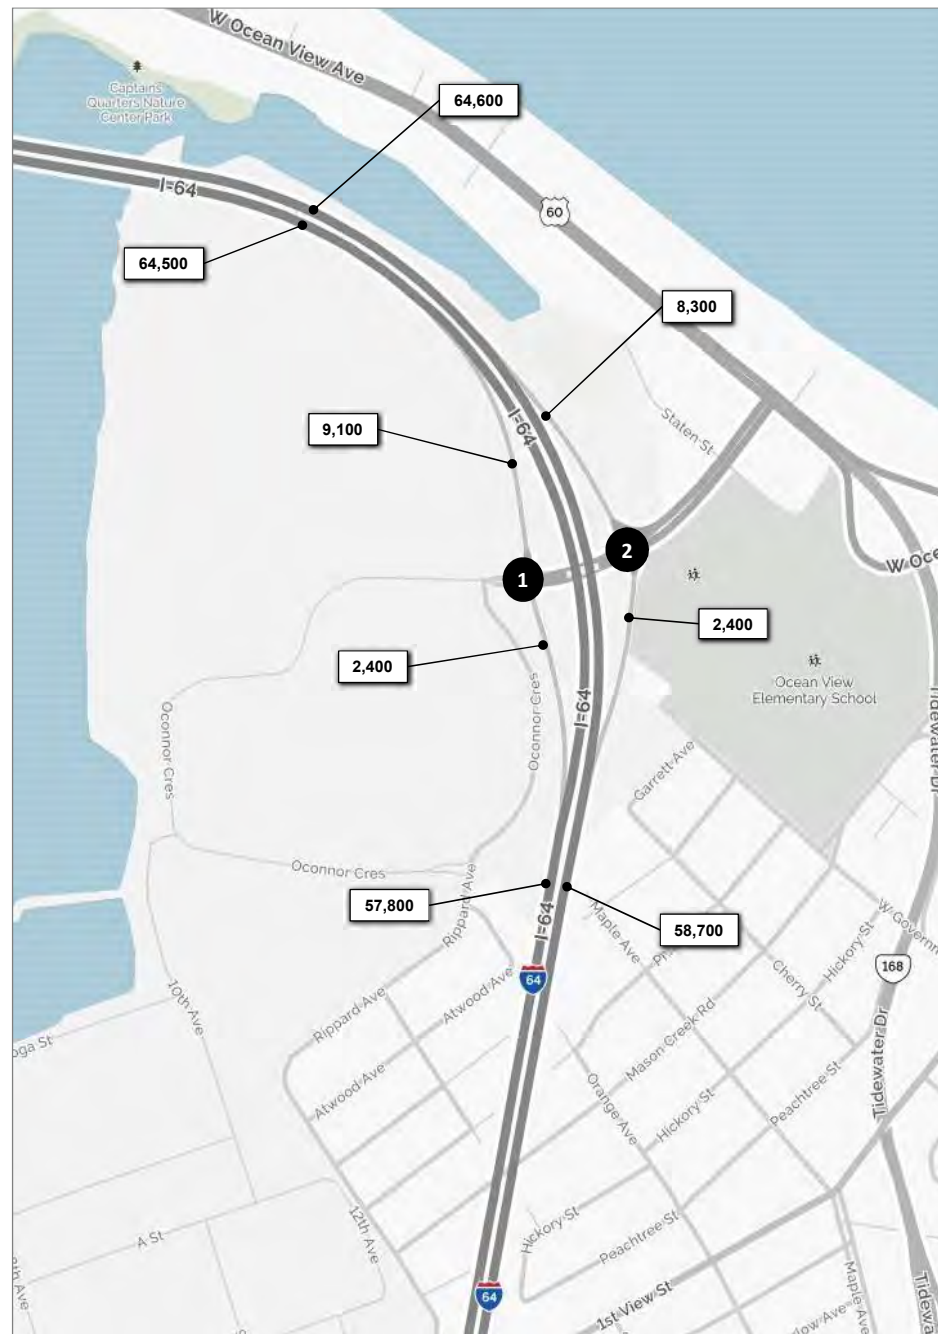 W Ocean View Ave
Captains
Quarters Nature
Center Park
64,600
I-64
60
64,500
8,300
I-64
9,100
Staten St
1
2
W Oce
2,400
2,400
Ocean View
Elementary School
Oconnor Cres
Oconnor Cres
I-64
Tidewater Dr
Garrett Ave
Oconnor Cres
Rippard Ave
57,800
I-64
58,700
Maple Ave
W Governm
Hickory St
Cherry St
168
64
10th Ave
Rippard Ave
Atwood Ave
Mason Creek Rd
oga St
Atwood Ave
Orange Ave
Hickory St
Peachtree St
Tidewater Dr
12th Ave
A St
Hickory St
Peachtree St
64
1st View St
Maple Ave
Tidewa